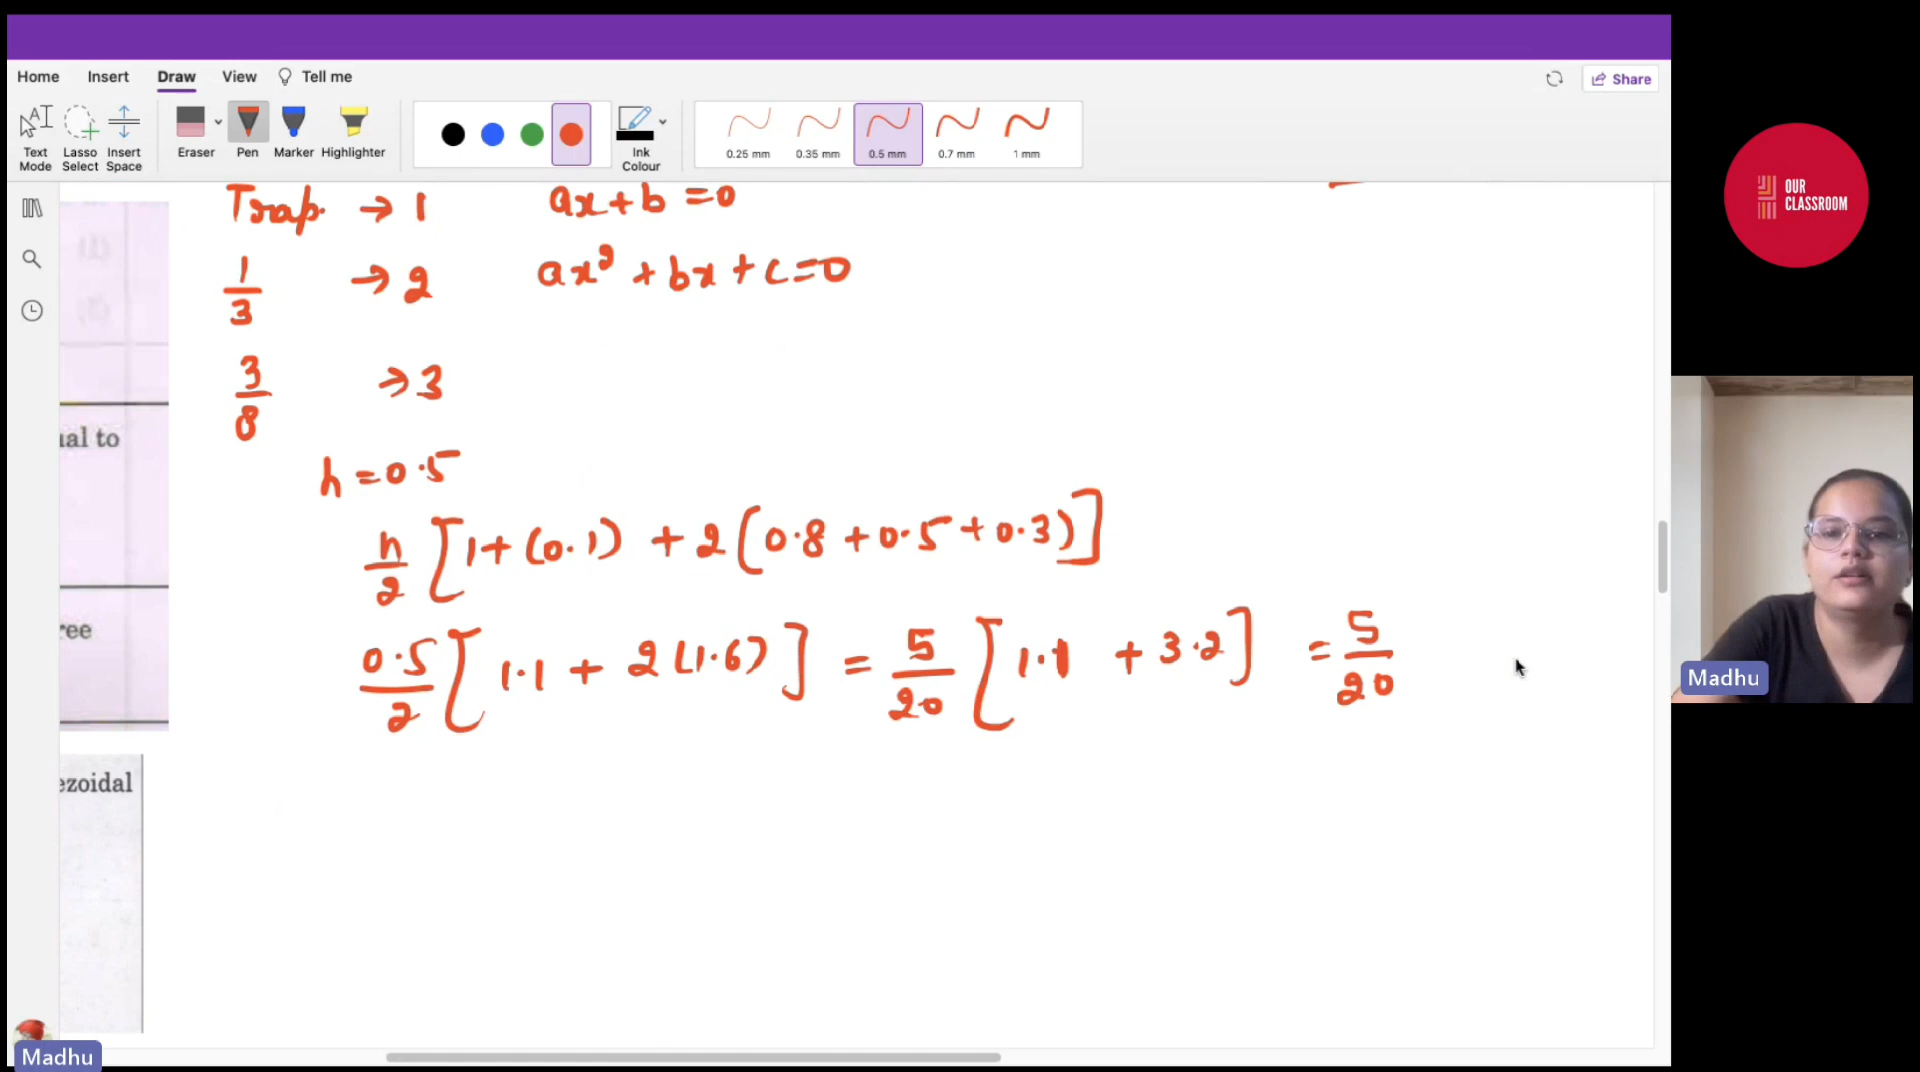 Home Insert Draw View Tell me Share
Text Mode Lasso Select Insert Space Eraser Pen Marker Highlighter Ink Colour 0.25 mm 0.35 mm 0.5 mm 0.7 mm 1 mm
OUR CLASSROOM
Trap. → 1 ax+b =0
1/3 → 2 ax² + bx + c=0
3/8 → 3
ual to
h = 0.5
h/2 [1+(0.1) + 2(0.8 +0.5 +0.3)]
ree
0.5/2 [1.1 + 2(1.6)] = 5/20 [1.1 + 3.2] = 5/20
Madhu
ezoidal
Madhu